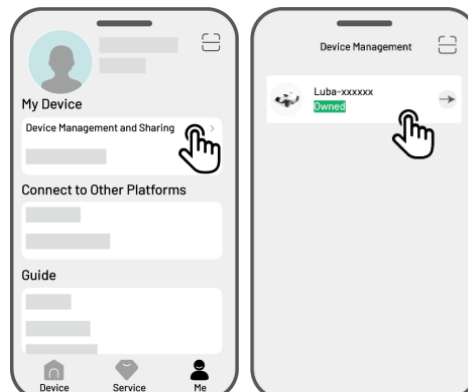 My Device
Device Management and Sharing
Connect to Other Platforms
Guide
Device
Service
Me
Device Management
Luba-xxxxxx
Owned